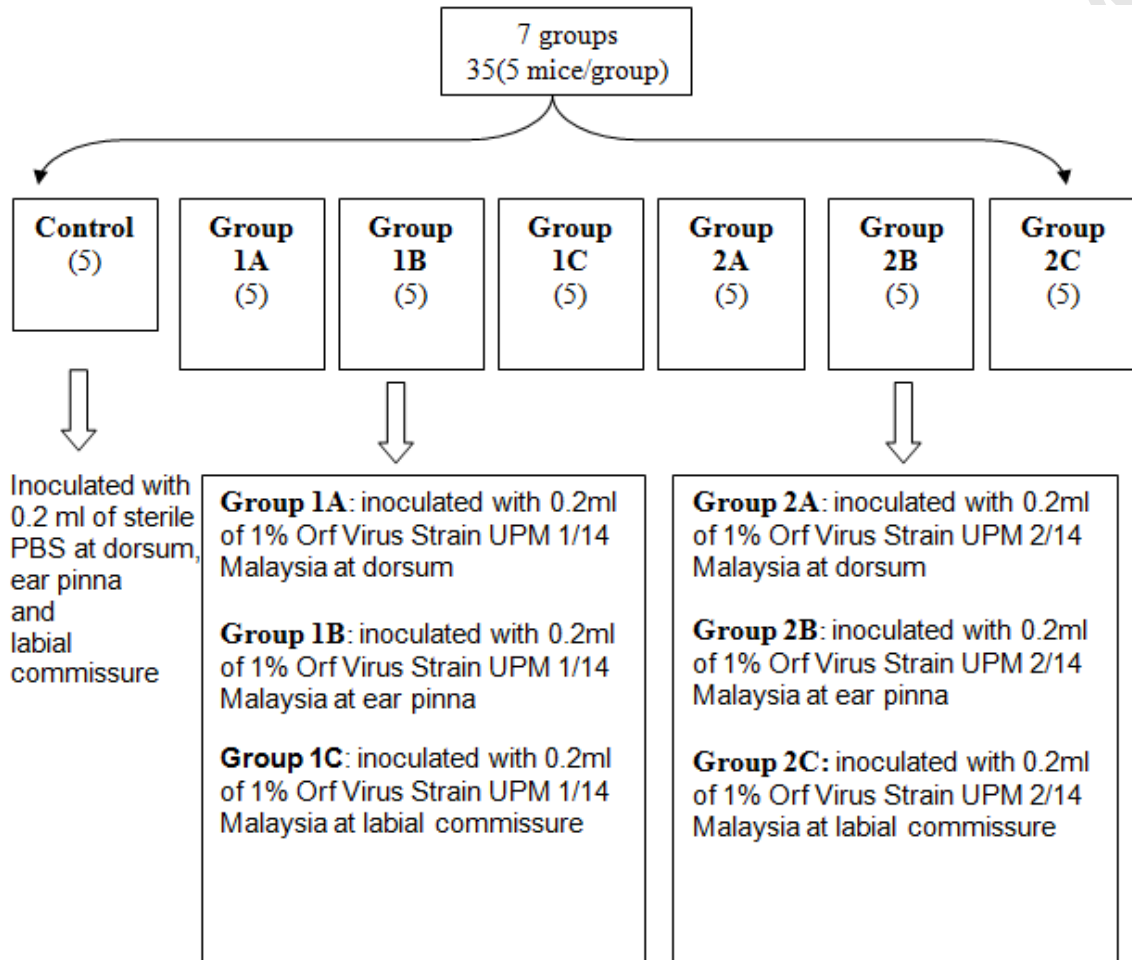 7 groups
35(5 mice/group)
Control
(5)
Group
1A
(5)
Group
1B
(5)
Group
1C
(5)
Group
2A
(5)
Group
2B
(5)
Group
2C
(5)
Inoculated with
0.2 ml of sterile
PBS at dorsum,
ear pinna
and
labial
commissure
Group 1A: inoculated with 0.2ml
of 1% Orf Virus Strain UPM 1/14
Malaysia at dorsum
Group 1B: inoculated with 0.2ml
of 1% Orf Virus Strain UPM 1/14
Malaysia at ear pinna
Group 1C: inoculated with 0.2ml
of 1% Orf Virus Strain UPM 1/14
Malaysia at labial commissure
Group 2A: inoculated with 0.2ml
of 1% Orf Virus Strain UPM 2/14
Malaysia at dorsum
Group 2B: inoculated with 0.2ml
of 1% Orf Virus Strain UPM 2/14
Malaysia at ear pinna
Group 2C: inoculated with 0.2ml
of 1% Orf Virus Strain UPM 2/14
Malaysia at labial commissure